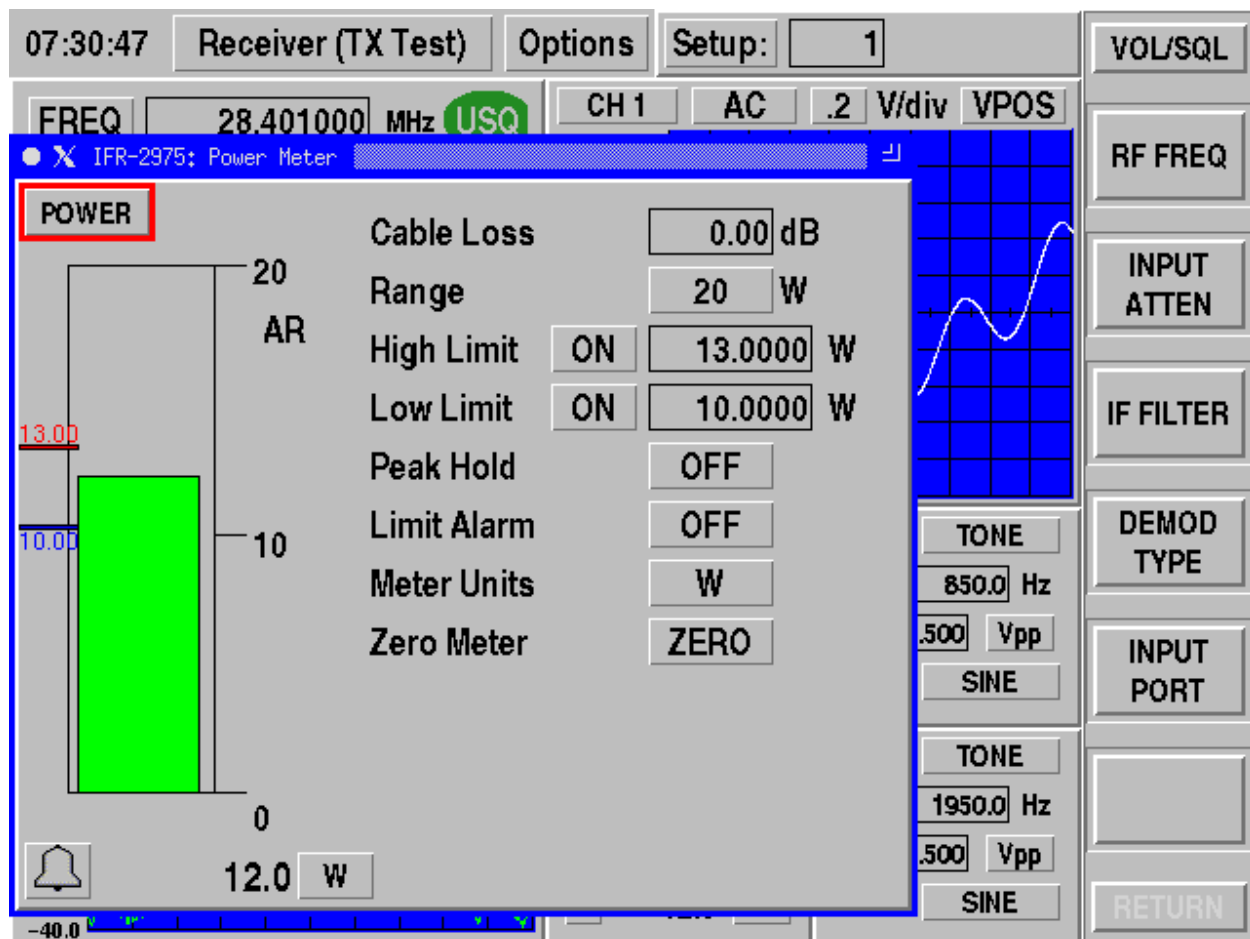 07:30:47 Receiver (TX Test) Options Setup: 1
FREQ 28.401000 MHz USQ CH 1 AC .2 V/div VPOS
IFR-2975: Power Meter
POWER
Cable Loss 0.00 dB
20
Range 20 W
AR
High Limit ON 13.0000 W
Low Limit ON 10.0000 W
13.00
Peak Hold OFF
Limit Alarm OFF
10.00
10
Meter Units W
Zero Meter ZERO
0
12.0 W
-40.0
TONE
850.0 Hz
.500 Vpp
SINE
TONE
1950.0 Hz
.500 Vpp
SINE
VOL/SQL
RF FREQ
INPUT
ATTEN
IF FILTER
DEMOD
TYPE
INPUT
PORT
RETURN